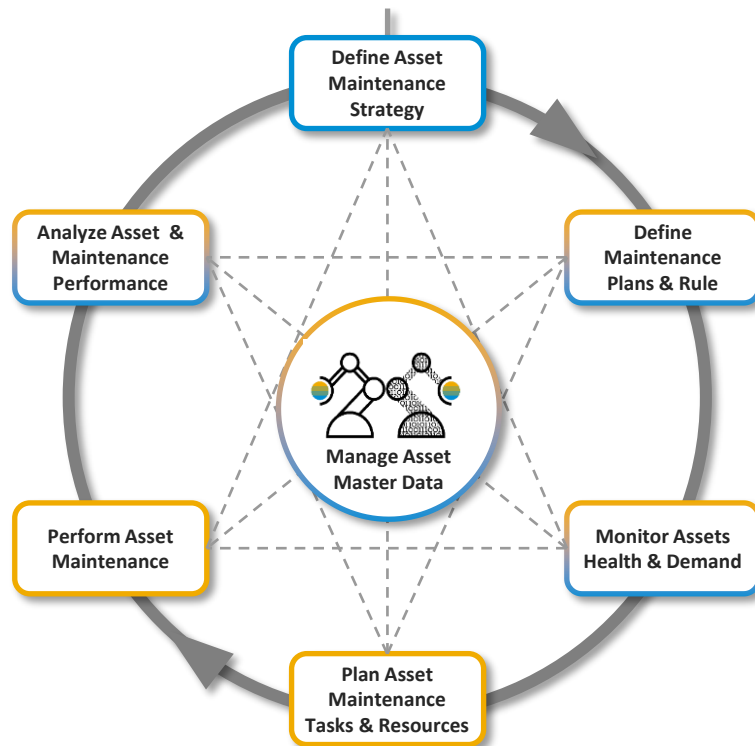 Define Asset
Maintenance
Strategy
Analyze Asset &
Maintenance
Performance
Define
Maintenance
Plans & Rule
Manage Asset
Master Data
Perform Asset
Maintenance
Monitor Assets
Health & Demand
Plan Asset
Maintenance
Tasks & Resources